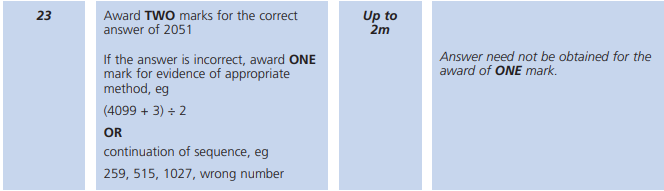 23
Award TWO marks for the correct
answer of 2051
If the answer is incorrect, award ONE
mark for evidence of appropriate
method, eg
(4099 + 3) ÷ 2
OR
continuation of sequence, eg
259, 515, 1027, wrong number
Up to
2m
Answer need not be obtained for the
award of ONE mark.